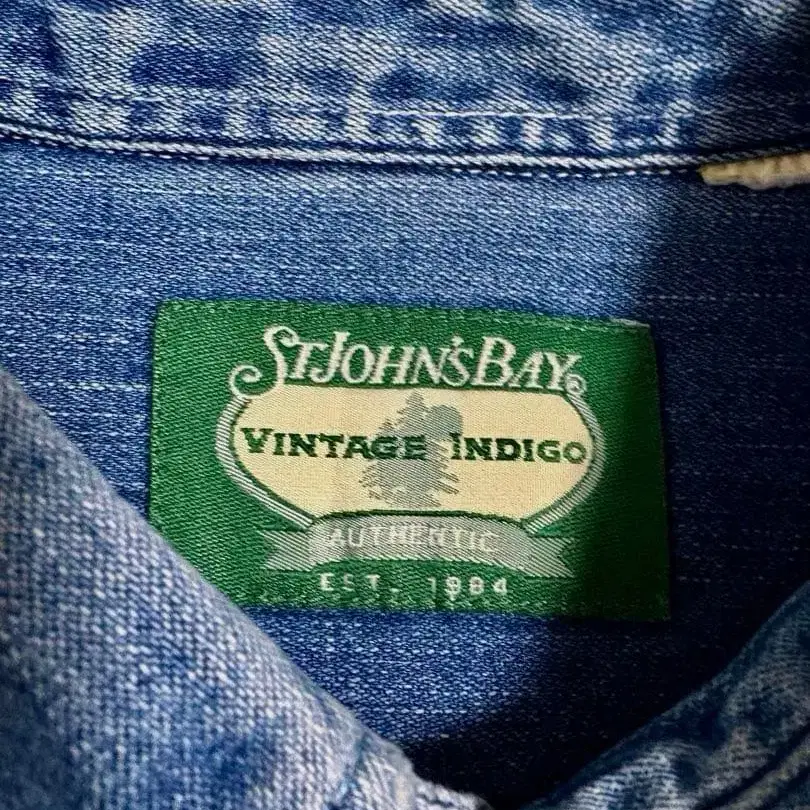 ST JOHN'S BAY
VINTAGE INDIGO
AUTHENTIC
EST. 1984